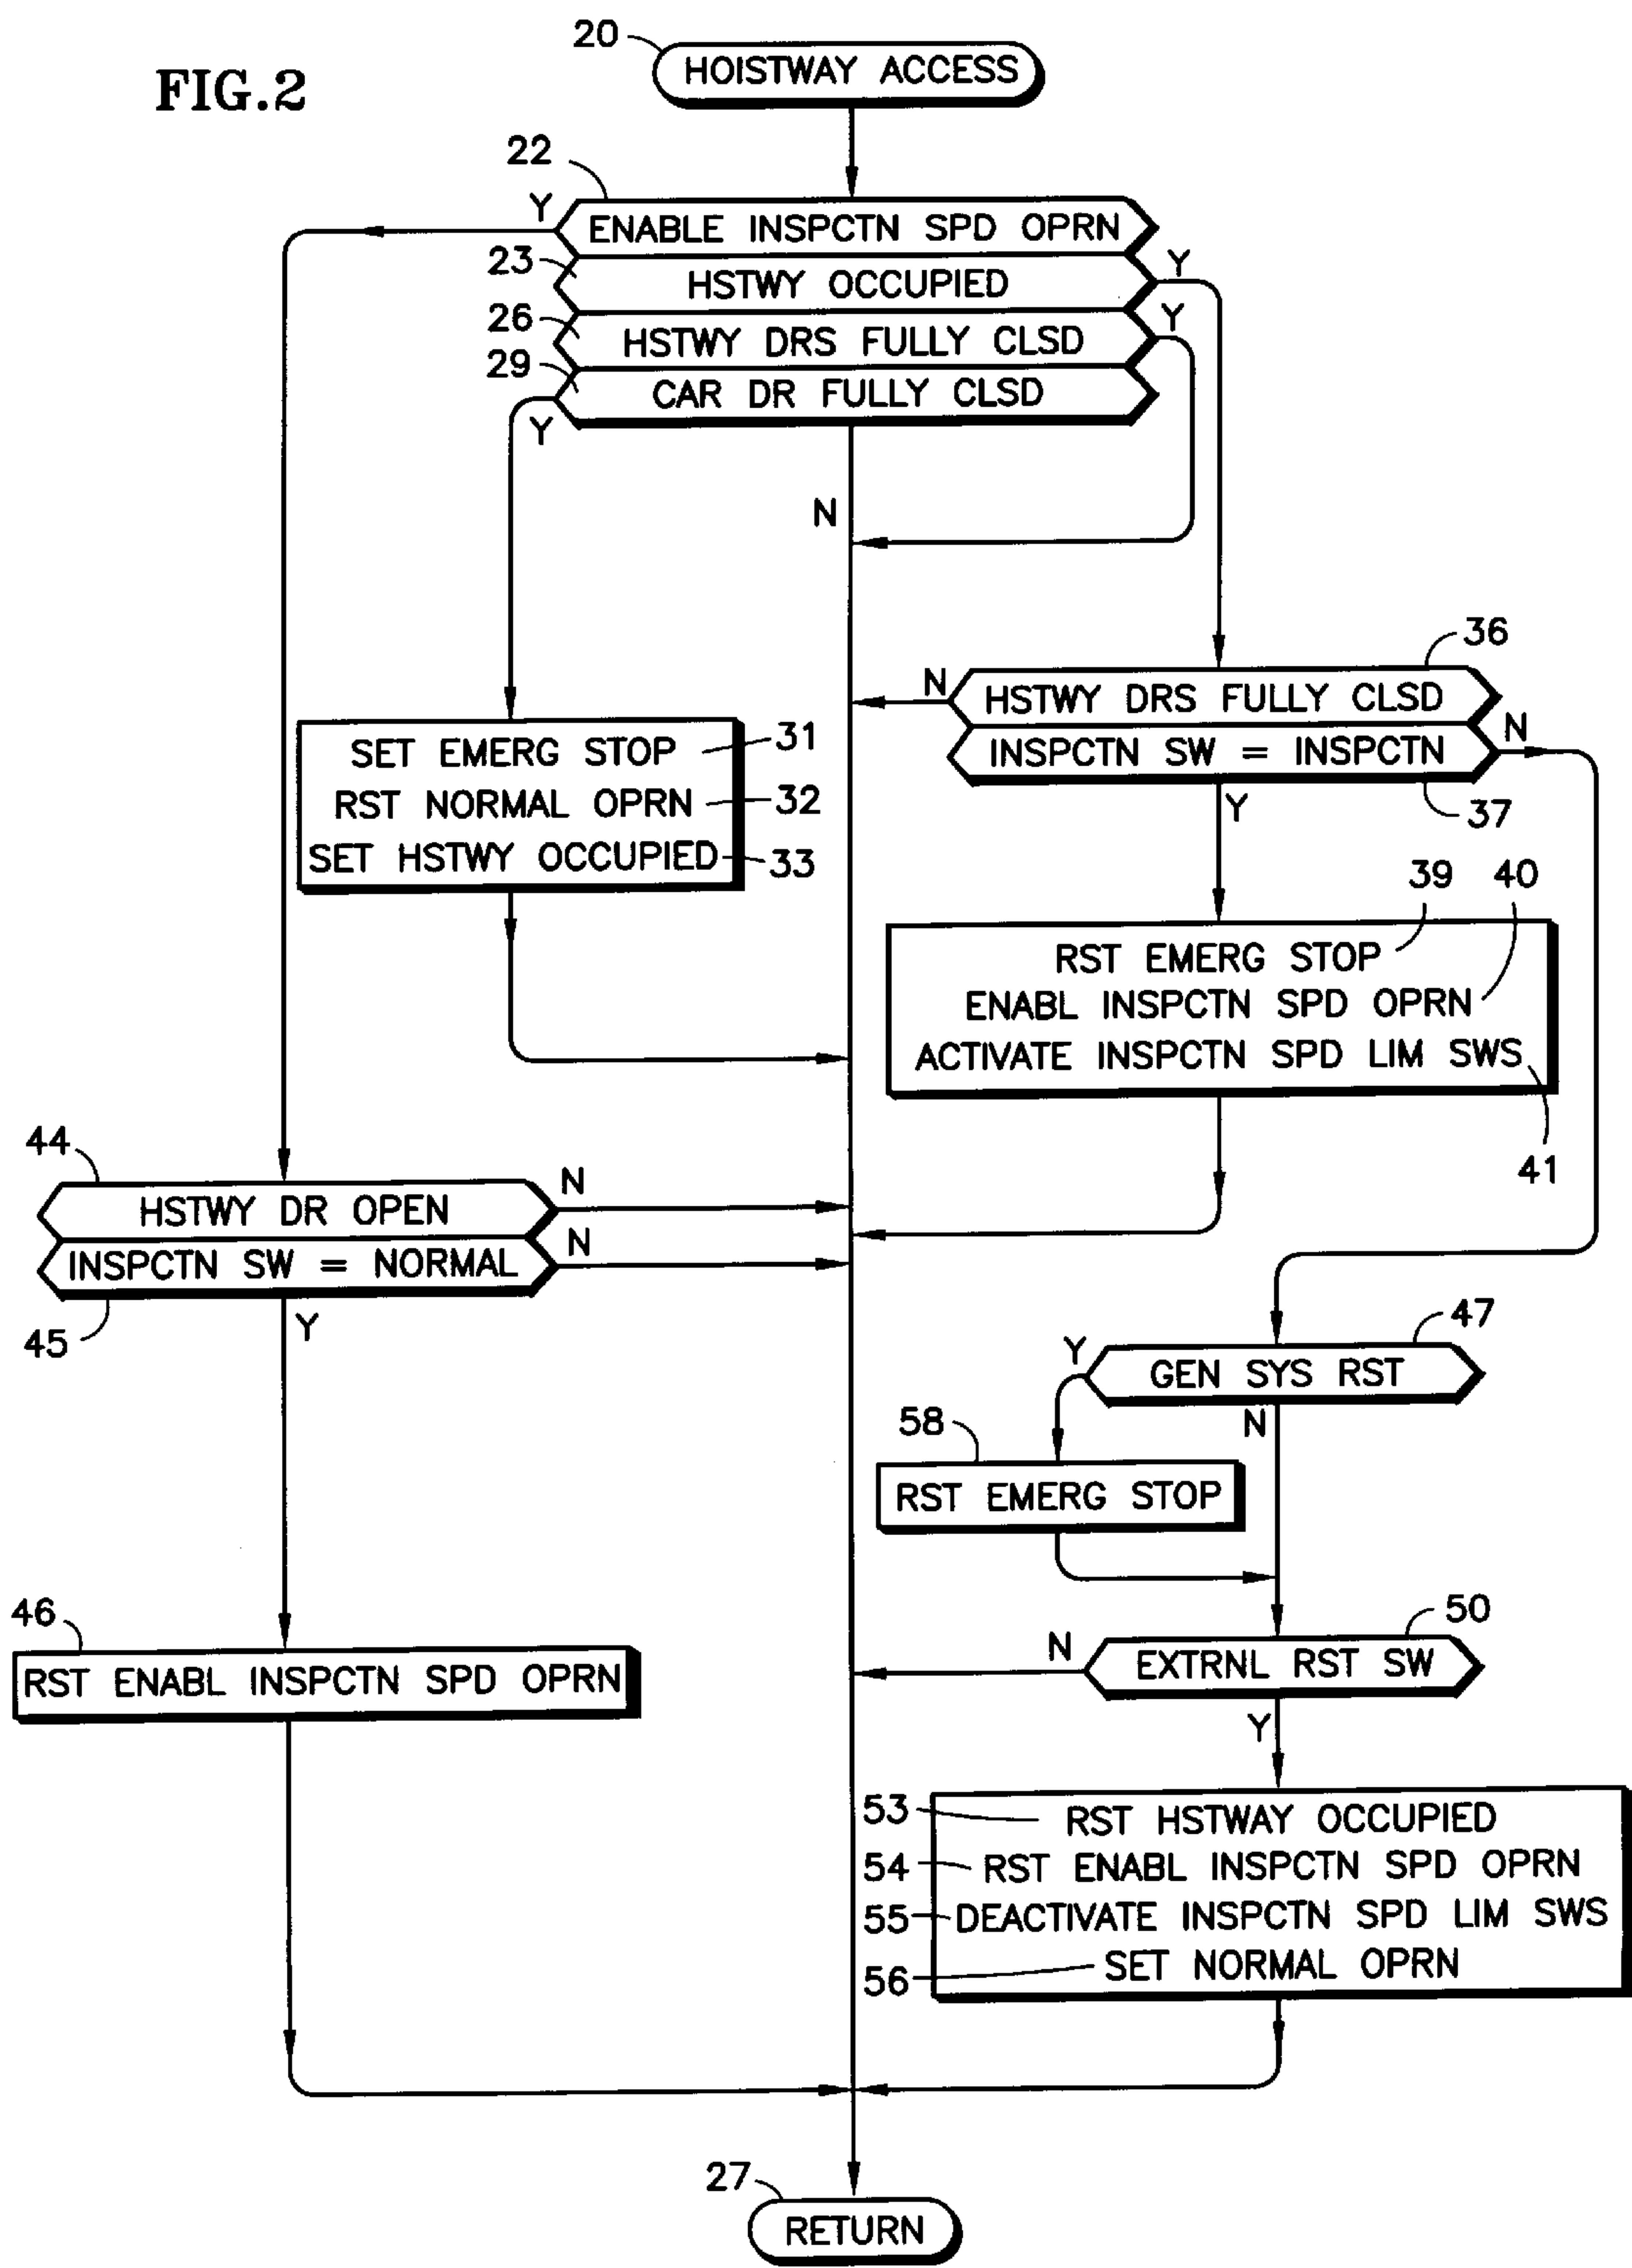 FIG.2
20
HOISTWAY ACCESS
22
Y
ENABLE INSPCTN SPD OPRN
23
HSTWY OCCUPIED
Y
26
HSTWY DRS FULLY CLSD
Y
29
CAR DR FULLY CLSD
Y
N
36
N
HSTWY DRS FULLY CLSD
INSPCTN SW = INSPCTN
N
37
Y
SET EMERG STOP 31
RST NORMAL OPRN 32
SET HSTWY OCCUPIED 33
39
40
RST EMERG STOP
ENABL INSPCTN SPD OPRN
ACTIVATE INSPCTN SPD LIM SWS
41
44
HSTWY DR OPEN
N
INSPCTN SW = NORMAL
N
45
Y
47
Y
GEN SYS RST
N
58
RST EMERG STOP
50
N
EXTRNL RST SW
Y
46
RST ENABL INSPCTN SPD OPRN
53 RST HSTWAY OCCUPIED
54 RST ENABL INSPCTN SPD OPRN
55 DEACTIVATE INSPCTN SPD LIM SWS
56 SET NORMAL OPRN
27
RETURN